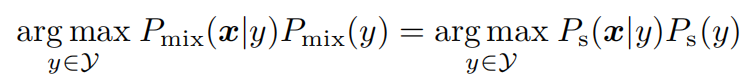 arg max P_mix(x|y)P_mix(y) = arg max P_s(x|y)P_s(y)
y∈𝒴 y∈𝒴